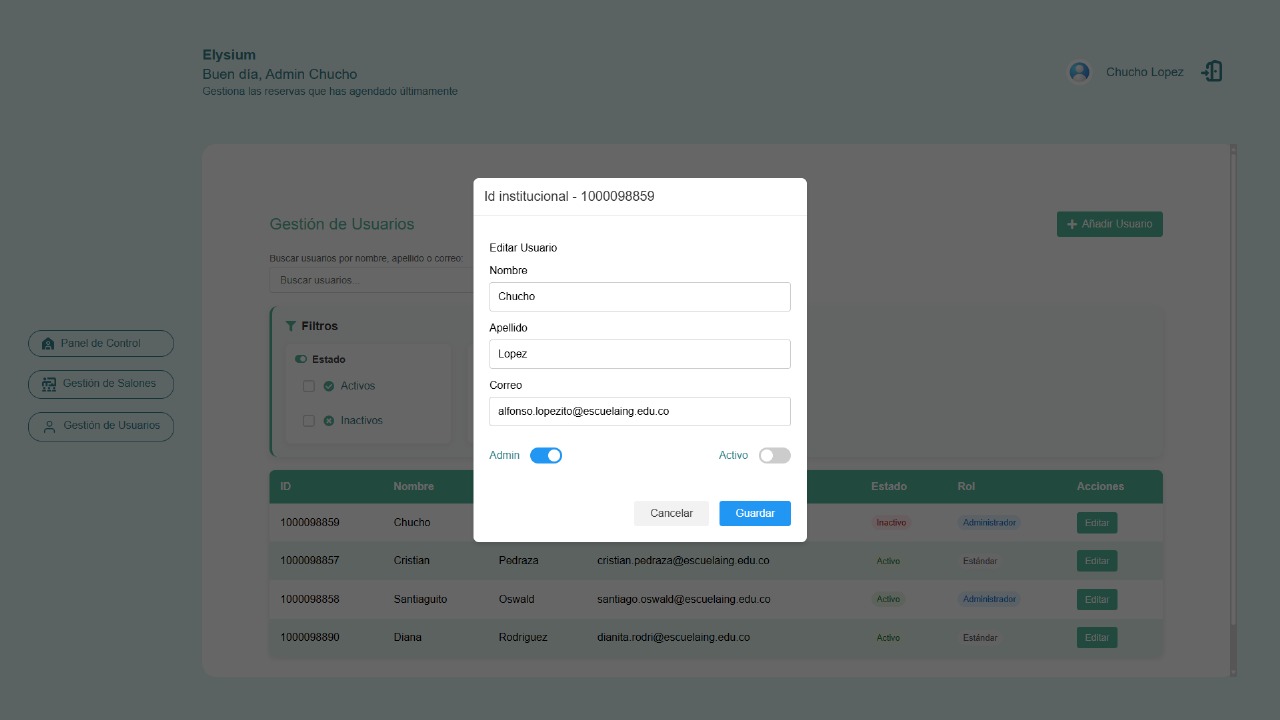 Elysium
Buen día, Admin Chucho
Gestiona las reservas que has agendado últimamente
Chucho Lopez
Panel de Control
Gestión de Salones
Gestión de Usuarios
Gestión de Usuarios
Añadir Usuario
Buscar usuarios por nombre, apellido o correo:
Buscar usuarios...
Filtros
Estado
Activos
Inactivos
Id institucional - 1000098859
Editar Usuario
Nombre
Chucho
Apellido
Lopez
Correo
alfonso.lopezito@escuelaing.edu.co
Admin Activo
Cancelar Guardar
ID Nombre Estado Rol Acciones
1000098859 Chucho Inactivo Administrador Editar
1000098857 Cristian Pedraza cristian.pedraza@escuelaing.edu.co Activo Estándar Editar
1000098858 Santiaguito Oswald santiago.oswald@escuelaing.edu.co Activo Administrador Editar
1000098890 Diana Rodriguez dianita.rodri@escuelaing.edu.co Activo Estándar Editar